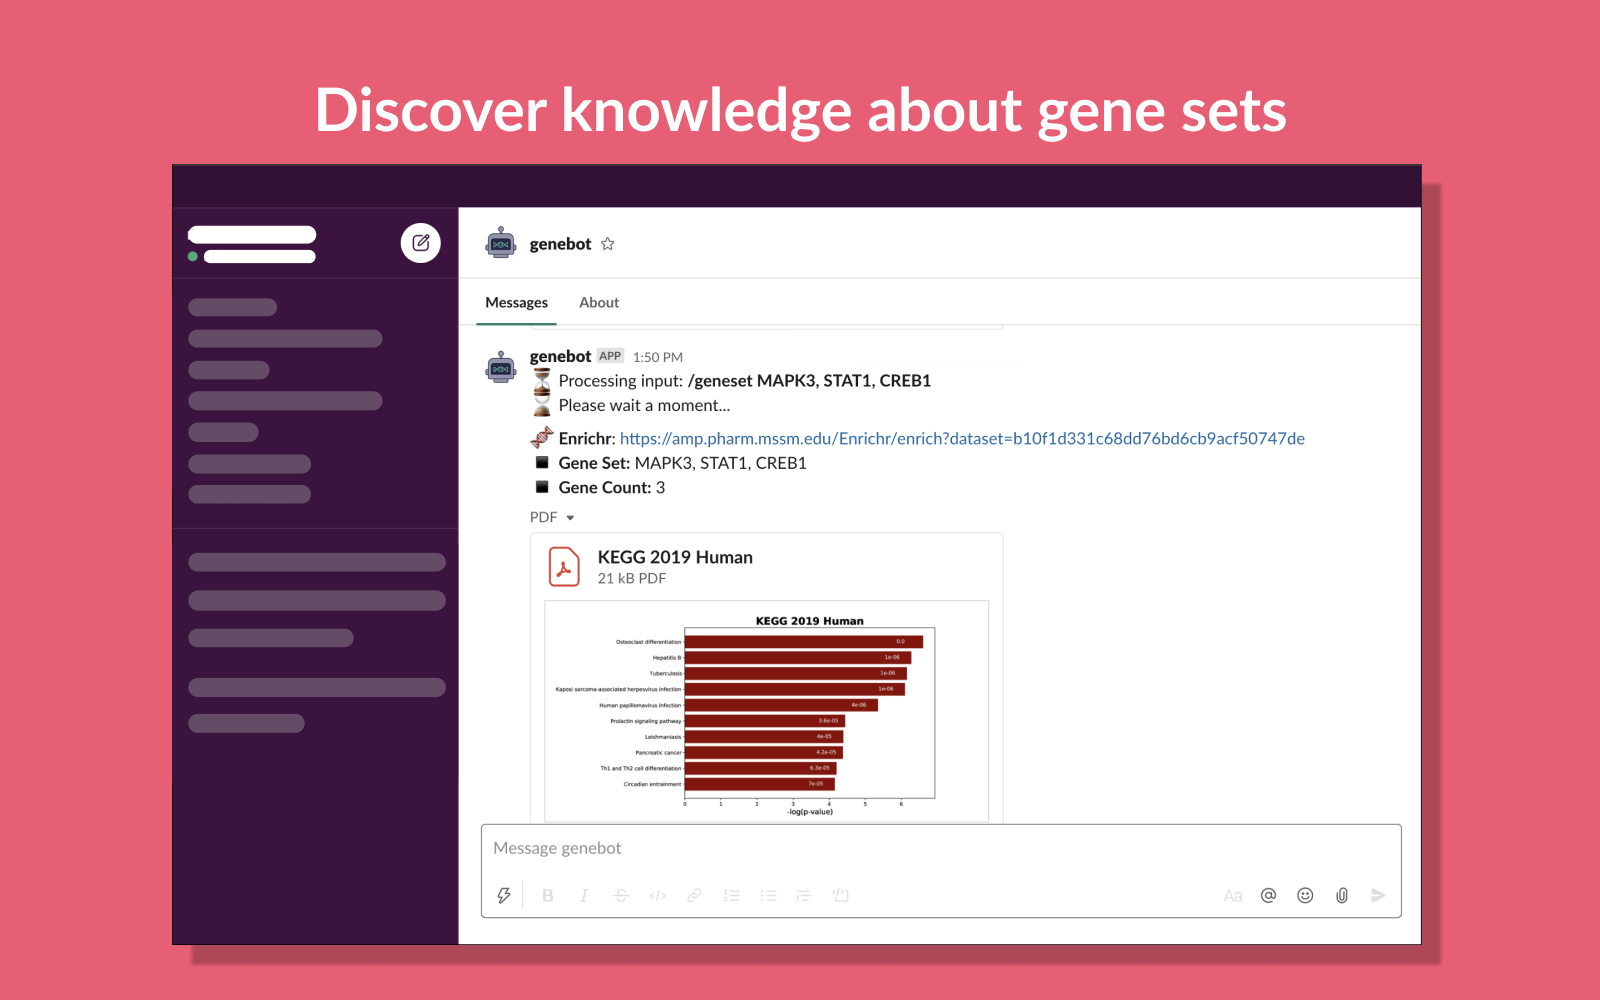 Discover knowledge about gene sets
genebot
Messages About
genebot APP 1:50 PM
Processing input: /geneset MAPK3, STAT1, CREB1
Please wait a moment...
Enrichr: https://amp.pharm.mssm.edu/Enrichr/enrich?dataset=b10f1d331c68dd76bd6cb9acf50747de
Gene Set: MAPK3, STAT1, CREB1
Gene Count: 3
PDF
KEGG 2019 Human
21 kB PDF
KEGG 2019 Human
Osteoclast differentiation 0.0
Hepatitis B 1e-06
Tuberculosis 1e-06
Kaposi sarcoma-associated herpesvirus infection 1e-06
Human papillomavirus infection 4e-06
Prolactin signaling pathway 3.6e-05
Leishmaniasis 4e-05
Pancreatic cancer 4.2e-05
Th1 and Th2 cell differentiation 6.3e-05
Circadian entrainment 7e-05
0 1 2 3 4 5 6
-log(p-value)
Message genebot
B I S </> Aa @